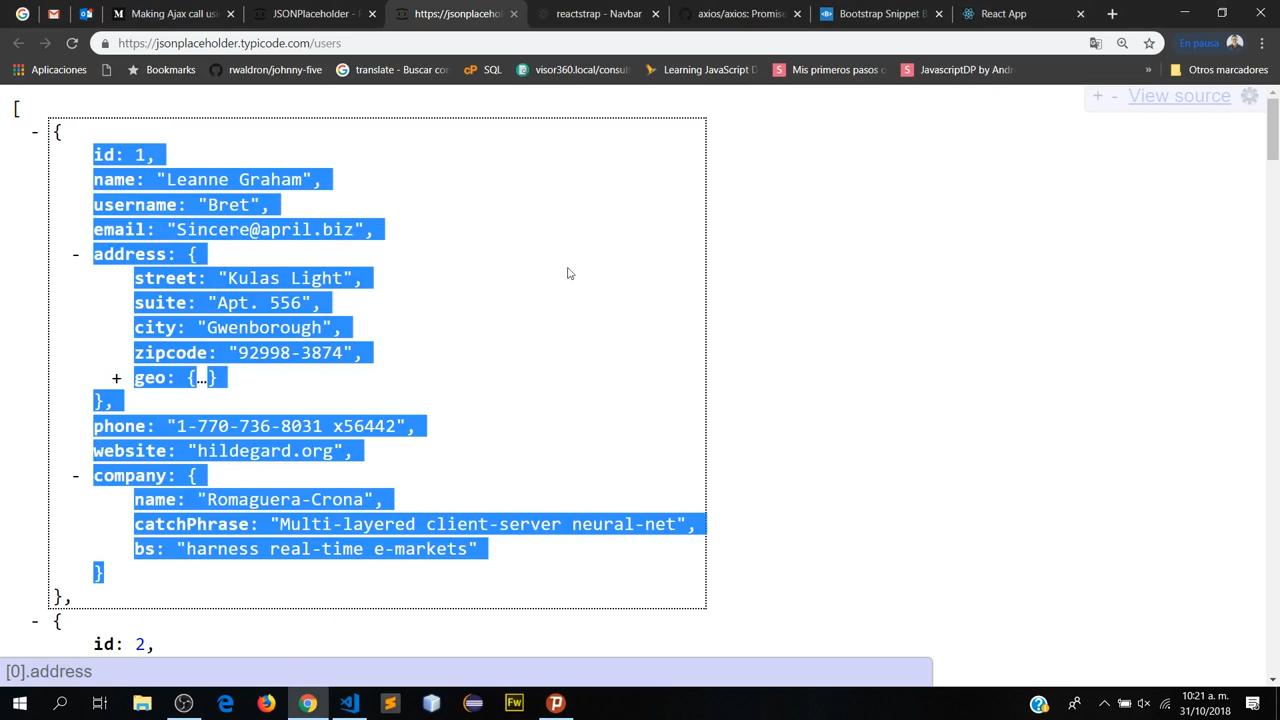 Making Ajax call usin
JSONPlaceholder - F
https://jsonplaceho
reactstrap - Navbar
axios/axios: Promise
Bootstrap Snippet B
React App
https://jsonplaceholder.typicode.com/users
En pausa
Aplicaciones
Bookmarks
rwaldron/johnny-five
translate - Buscar co
SQL
visor360.local/consul
Learning JavaScript D
Mis primeros pasos c
JavascriptDP by Andr
»
Otros marcadores
+ - View source
[
- {
id: 1,
name: "Leanne Graham",
username: "Bret",
email: "Sincere@april.biz",
- address: {
street: "Kulas Light",
suite: "Apt. 556",
city: "Gwenborough",
zipcode: "92998-3874",
+ geo: {…}
},
phone: "1-770-736-8031 x56442",
website: "hildegard.org",
- company: {
name: "Romaguera-Crona",
catchPhrase: "Multi-layered client-server neural-net",
bs: "harness real-time e-markets"
}
},
- {
id: 2,
[0].address
Fw
10:21 a. m.
31/10/2018